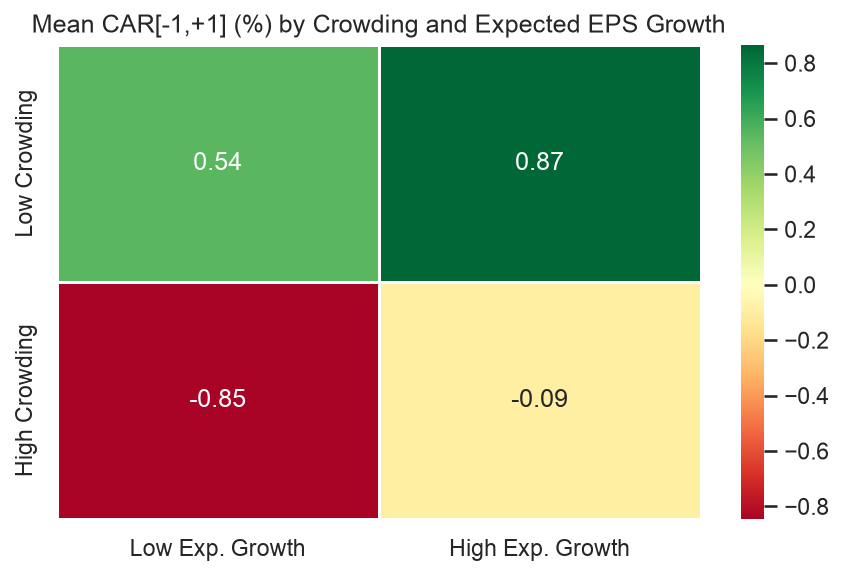 Mean CAR[-1,+1] (%) by Crowding and Expected EPS Growth
Low Crowding
0.54
0.87
High Crowding
-0.85
-0.09
Low Exp. Growth
High Exp. Growth
0.8
0.6
0.4
0.2
0.0
−0.2
−0.4
−0.6
−0.8